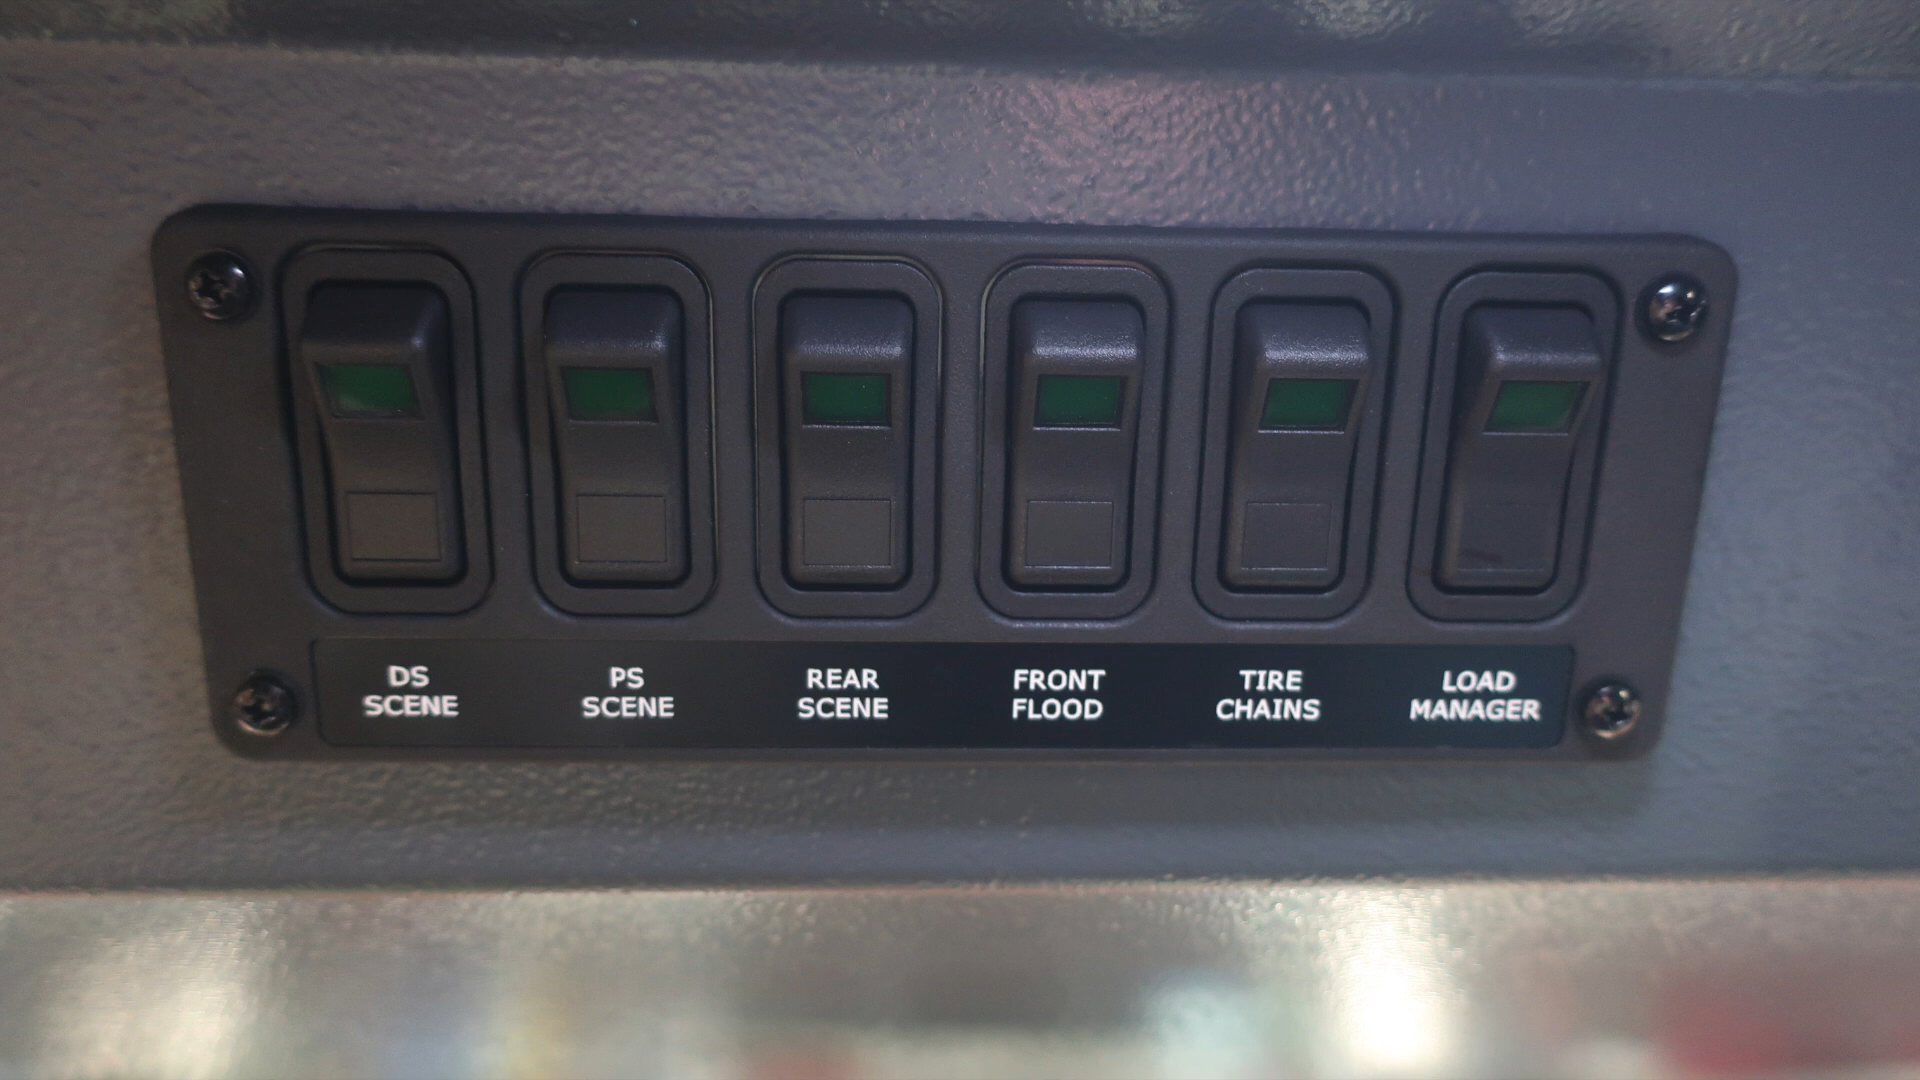 DS
SCENE
PS
SCENE
REAR
SCENE
FRONT
FLOOD
TIRE
CHAINS
LOAD
MANAGER